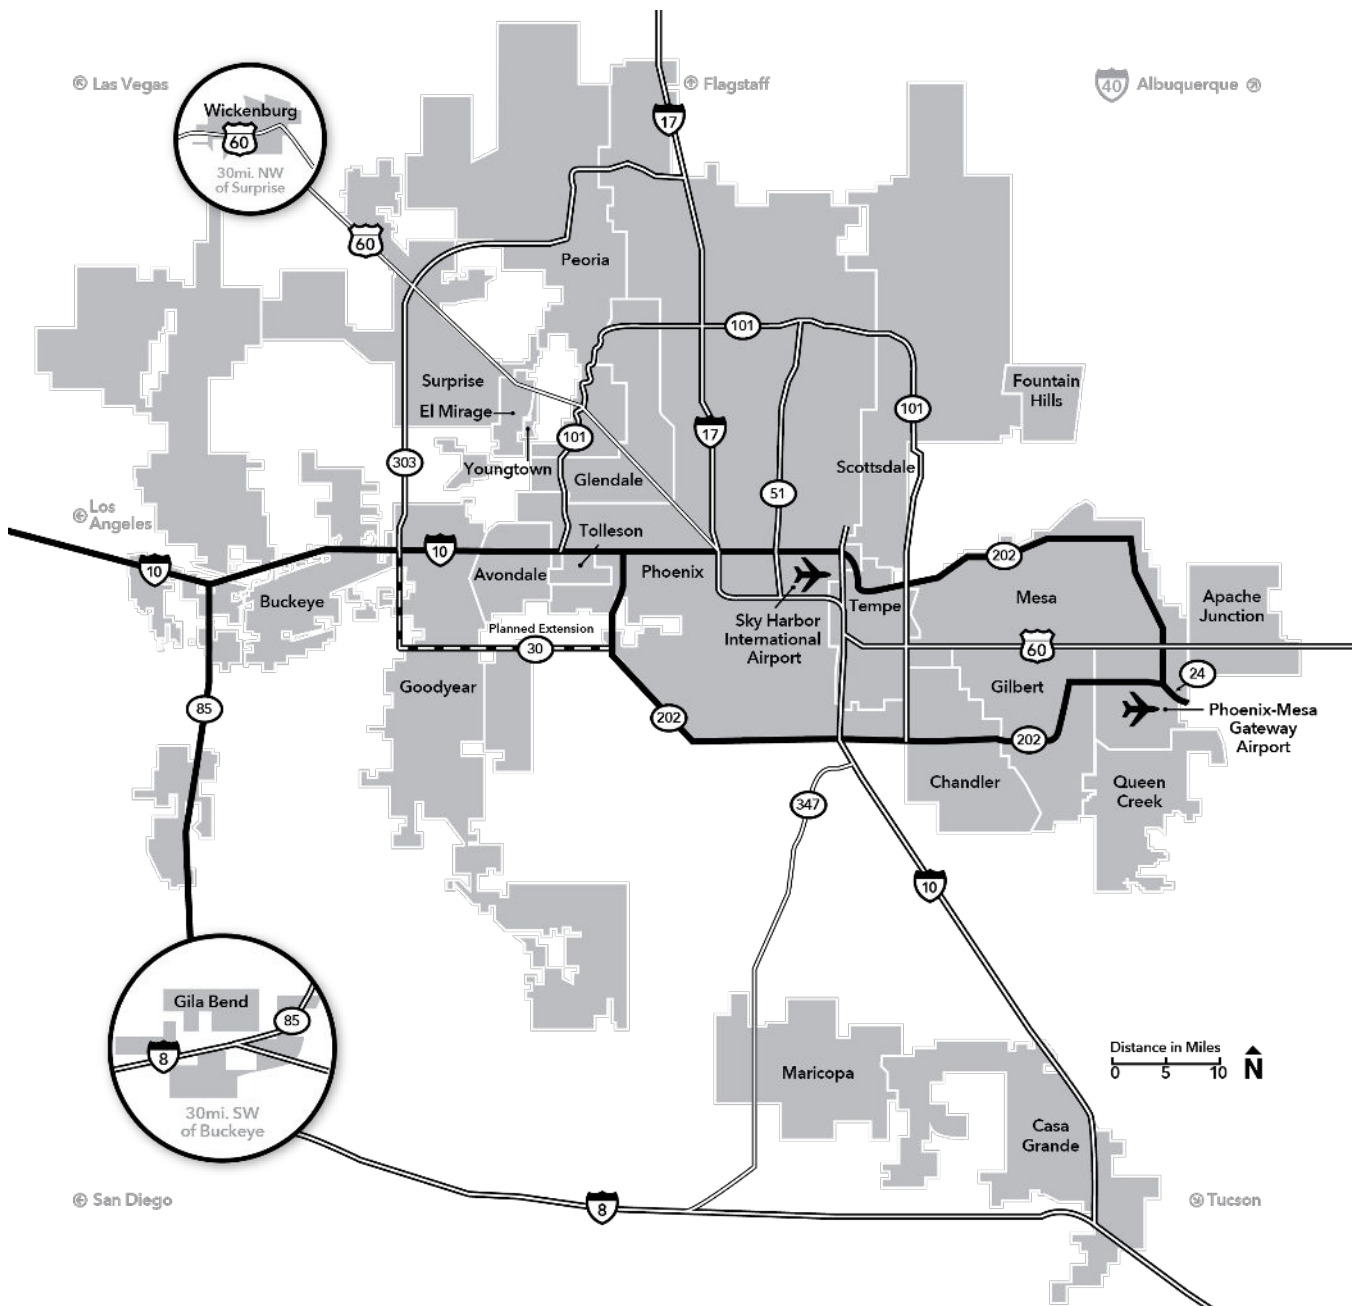 Las Vegas
Flagstaff
40
Albuquerque
Wickenburg
60
30mi. NW
of Surprise
17
60
Peoria
101
Surprise
El Mirage
Fountain
Hills
101
101
17
303
Youngtown
Glendale
Scottsdale
51
Los
Angeles
Tolleson
10
10
202
Avondale
Phoenix
Buckeye
Tempe
Mesa
Apache
Junction
Sky Harbor
International
Airport
Planned Extension
30
60
24
Goodyear
Gilbert
85
202
202
Phoenix-Mesa
Gateway
Airport
Chandler
Queen
Creek
347
10
Gila Bend
85
8
30mi. SW
of Buckeye
Distance in Miles
0 5 10
N
Maricopa
Casa
Grande
San Diego
8
Tucson